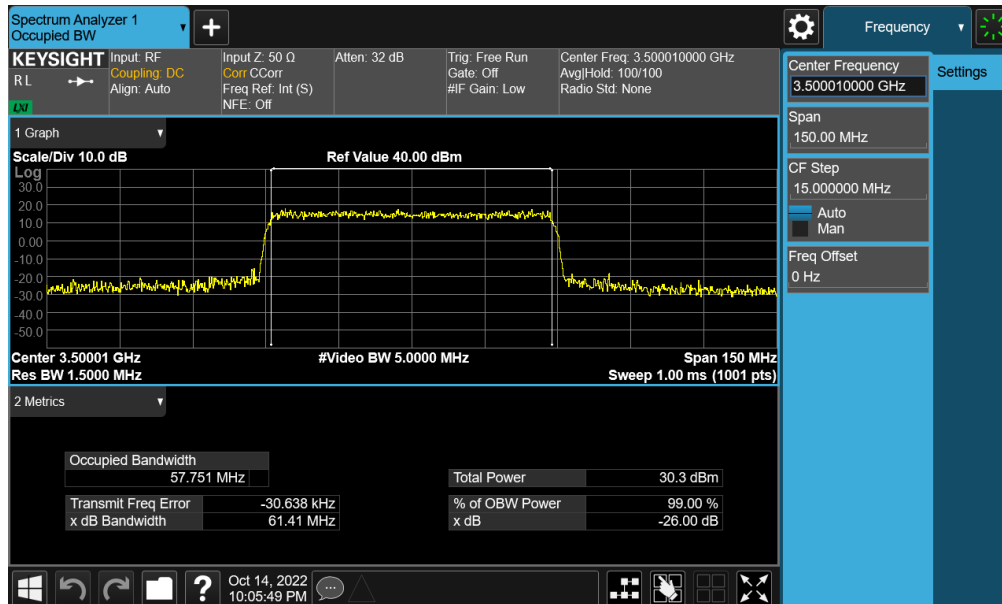 Spectrum Analyzer 1
Occupied BW
+
Frequency
KEYSIGHT
R L
LXI
Input: RF
Coupling: DC
Align: Auto
Input Z: 50 Ω
Corr CCorr
Freq Ref: Int (S)
NFE: Off
Atten: 32 dB
Trig: Free Run
Gate: Off
#IF Gain: Low
Center Freq: 3.500010000 GHz
Avg|Hold: 100/100
Radio Std: None
Center Frequency
3.500010000 GHz
Settings
Span
150.00 MHz
CF Step
15.000000 MHz
Auto
Man
Freq Offset
0 Hz
1 Graph
Scale/Div 10.0 dB
Ref Value 40.00 dBm
Log
30.0
20.0
10.0
0.00
-10.0
-20.0
-30.0
-40.0
-50.0
Center 3.50001 GHz
#Video BW 5.0000 MHz
Span 150 MHz
Res BW 1.5000 MHz
Sweep 1.00 ms (1001 pts)
2 Metrics
Occupied Bandwidth
57.751 MHz
Total Power 30.3 dBm
Transmit Freq Error -30.638 kHz
% of OBW Power 99.00 %
x dB Bandwidth 61.41 MHz
x dB -26.00 dB
?
Oct 14, 2022
10:05:49 PM